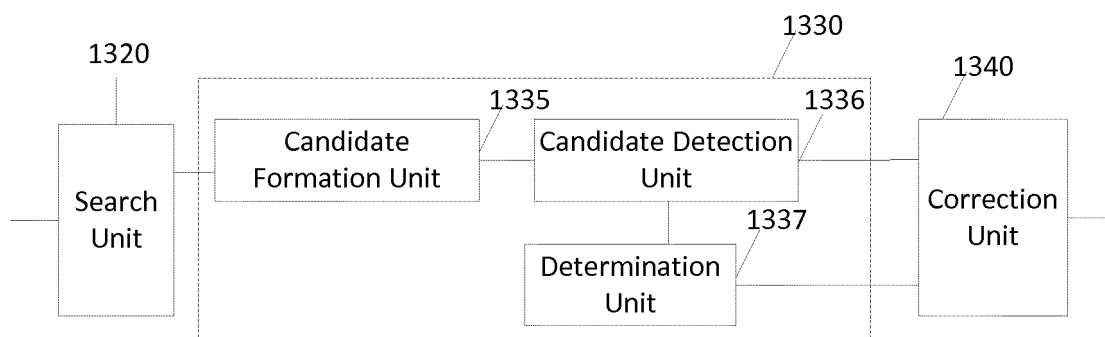 1330
1320
1340
1335
1336
Candidate
Formation Unit
Candidate Detection
Unit
Search
Unit
Correction
Unit
1337
Determination
Unit